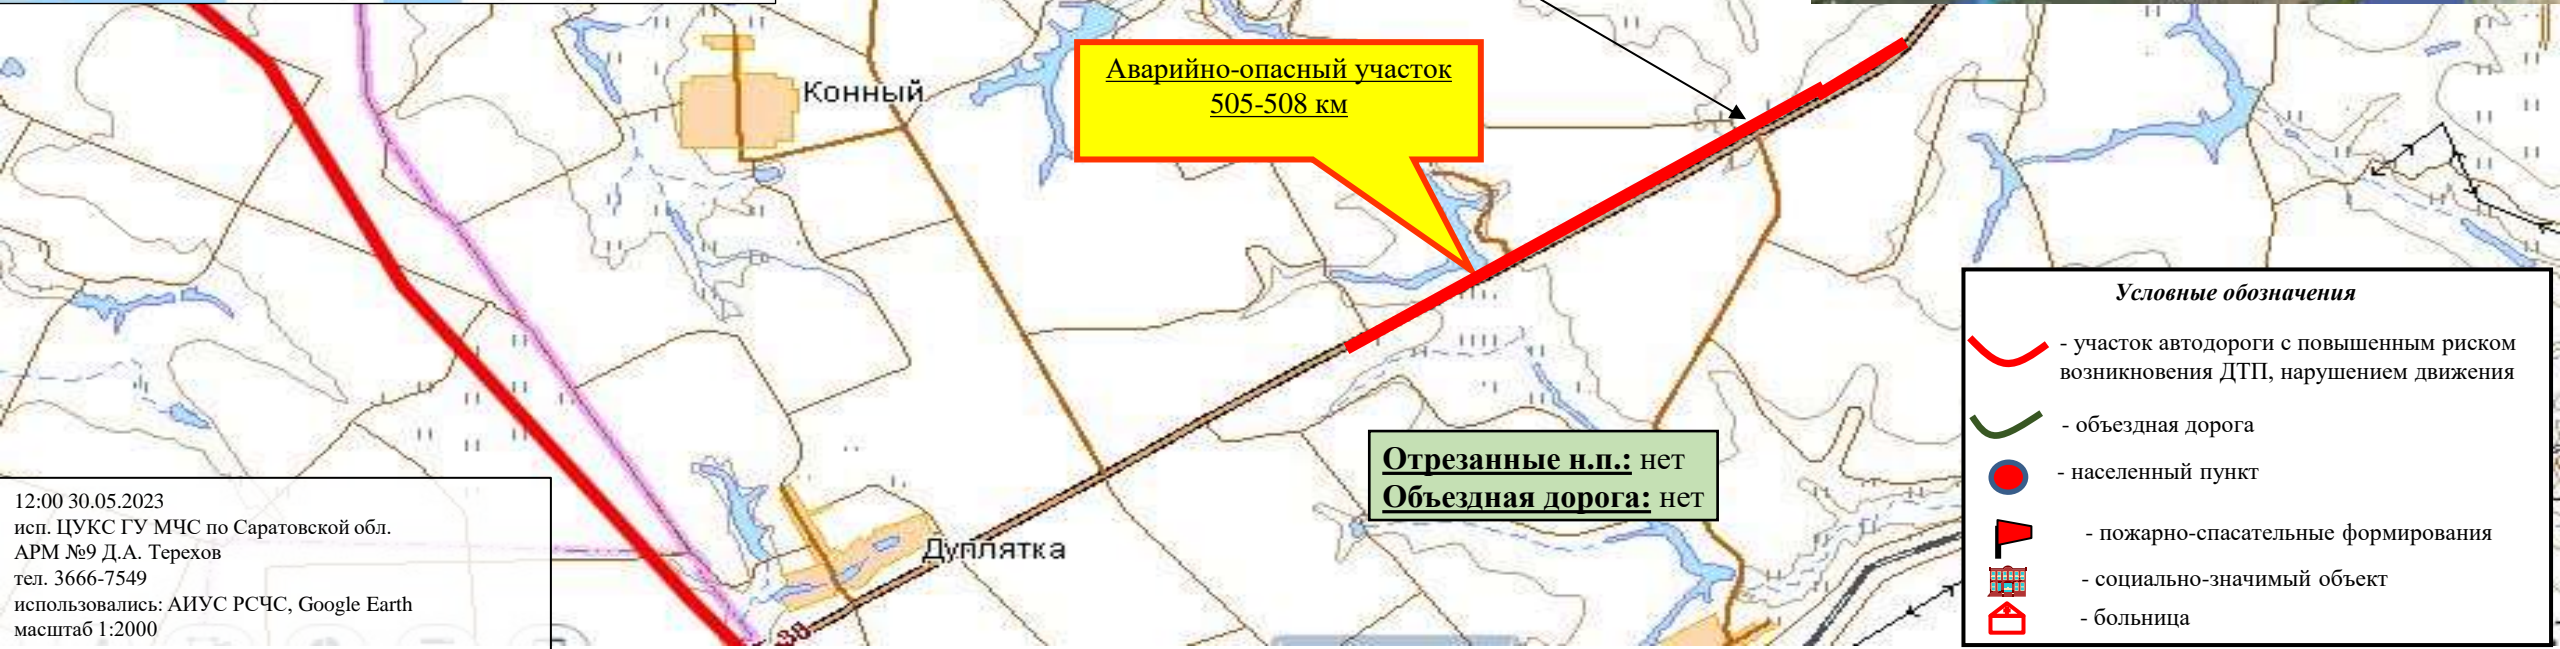 Конный
Аварийно-опасный участок
505-508 км
Условные обозначения
- участок автодороги с повышенным риском
возникновения ДТП, нарушением движения
- объездная дорога
- населенный пункт
- пожарно-спасательные формирования
- социально-значимый объект
- больница
Отрезанные н.п.: нет
Объездная дорога: нет
Дуплятка
12:00 30.05.2023
исп. ЦУКС ГУ МЧС по Саратовской обл.
АРМ №9 Д.А. Терехов
тел. 3666-7549
использовались: АИУС РСЧС, Google Earth
масштаб 1:2000